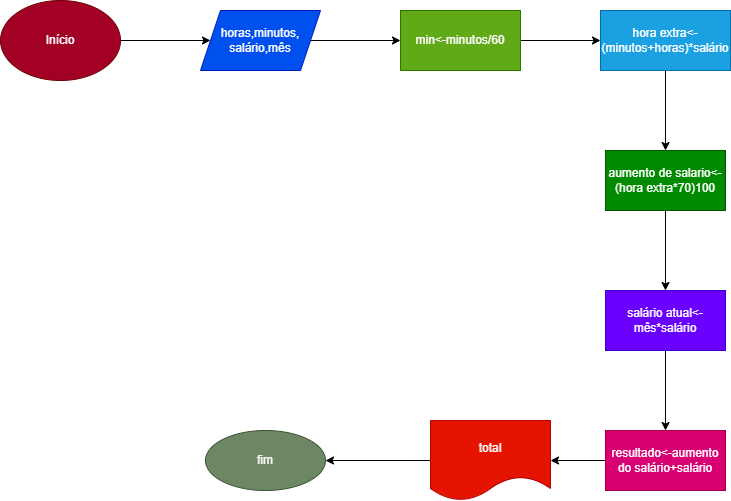 Início
horas,minutos,
salário,mês
min<-minutos/60
hora extra<-
(minutos+horas)*salário
aumento de salario<-
(hora extra*70)100
salário atual<-
mês*salário
resultado<-aumento
do salário+salário
total
fim